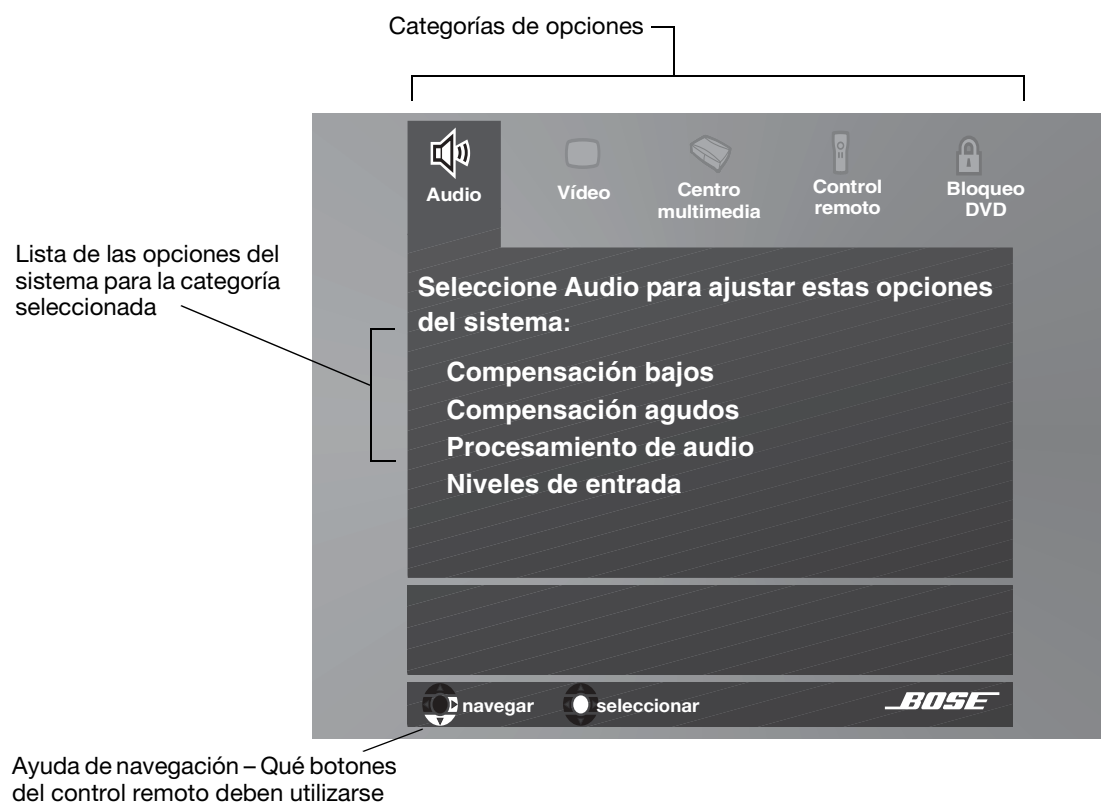 Categorías de opciones
Audio
Vídeo
Centro
multimedia
Control
remoto
Bloqueo
DVD
Lista de las opciones del
sistema para la categoría
seleccionada
Seleccione Audio para ajustar estas opciones
del sistema:
Compensación bajos
Compensación agudos
Procesamiento de audio
Niveles de entrada
navegar
seleccionar
BOSE
Ayuda de navegación – Qué botones
del control remoto deben utilizarse